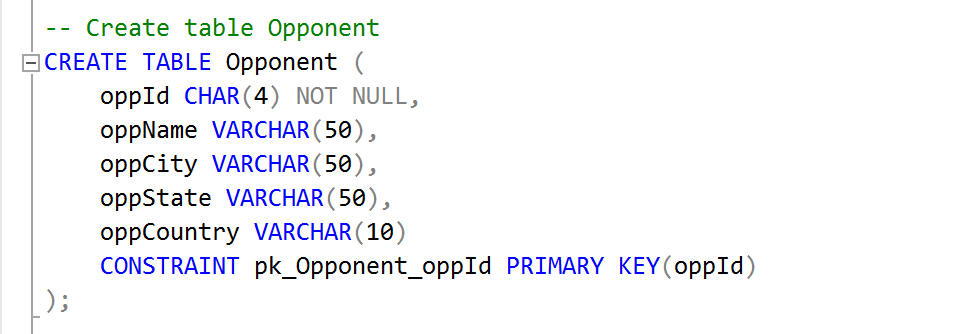 -- Create table Opponent
CREATE TABLE Opponent (
oppId CHAR(4) NOT NULL,
oppName VARCHAR(50),
oppCity VARCHAR(50),
oppState VARCHAR(50),
oppCountry VARCHAR(10)
CONSTRAINT pk_Opponent_oppId PRIMARY KEY(oppId)
);